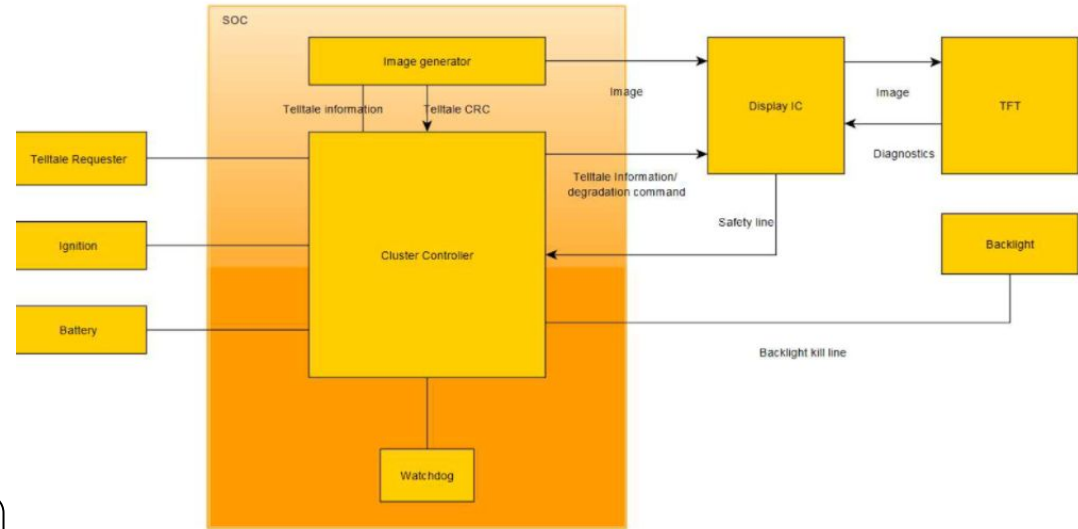 SOC
Image generator
Image
Display IC
Image
TFT
Telltale information
Telltale CRC
Telltale Requester
Diagnostics
Telltale Information/
degradation command
Safety line
Ignition
Cluster Controller
Backlight
Battery
Backlight kill line
Watchdog